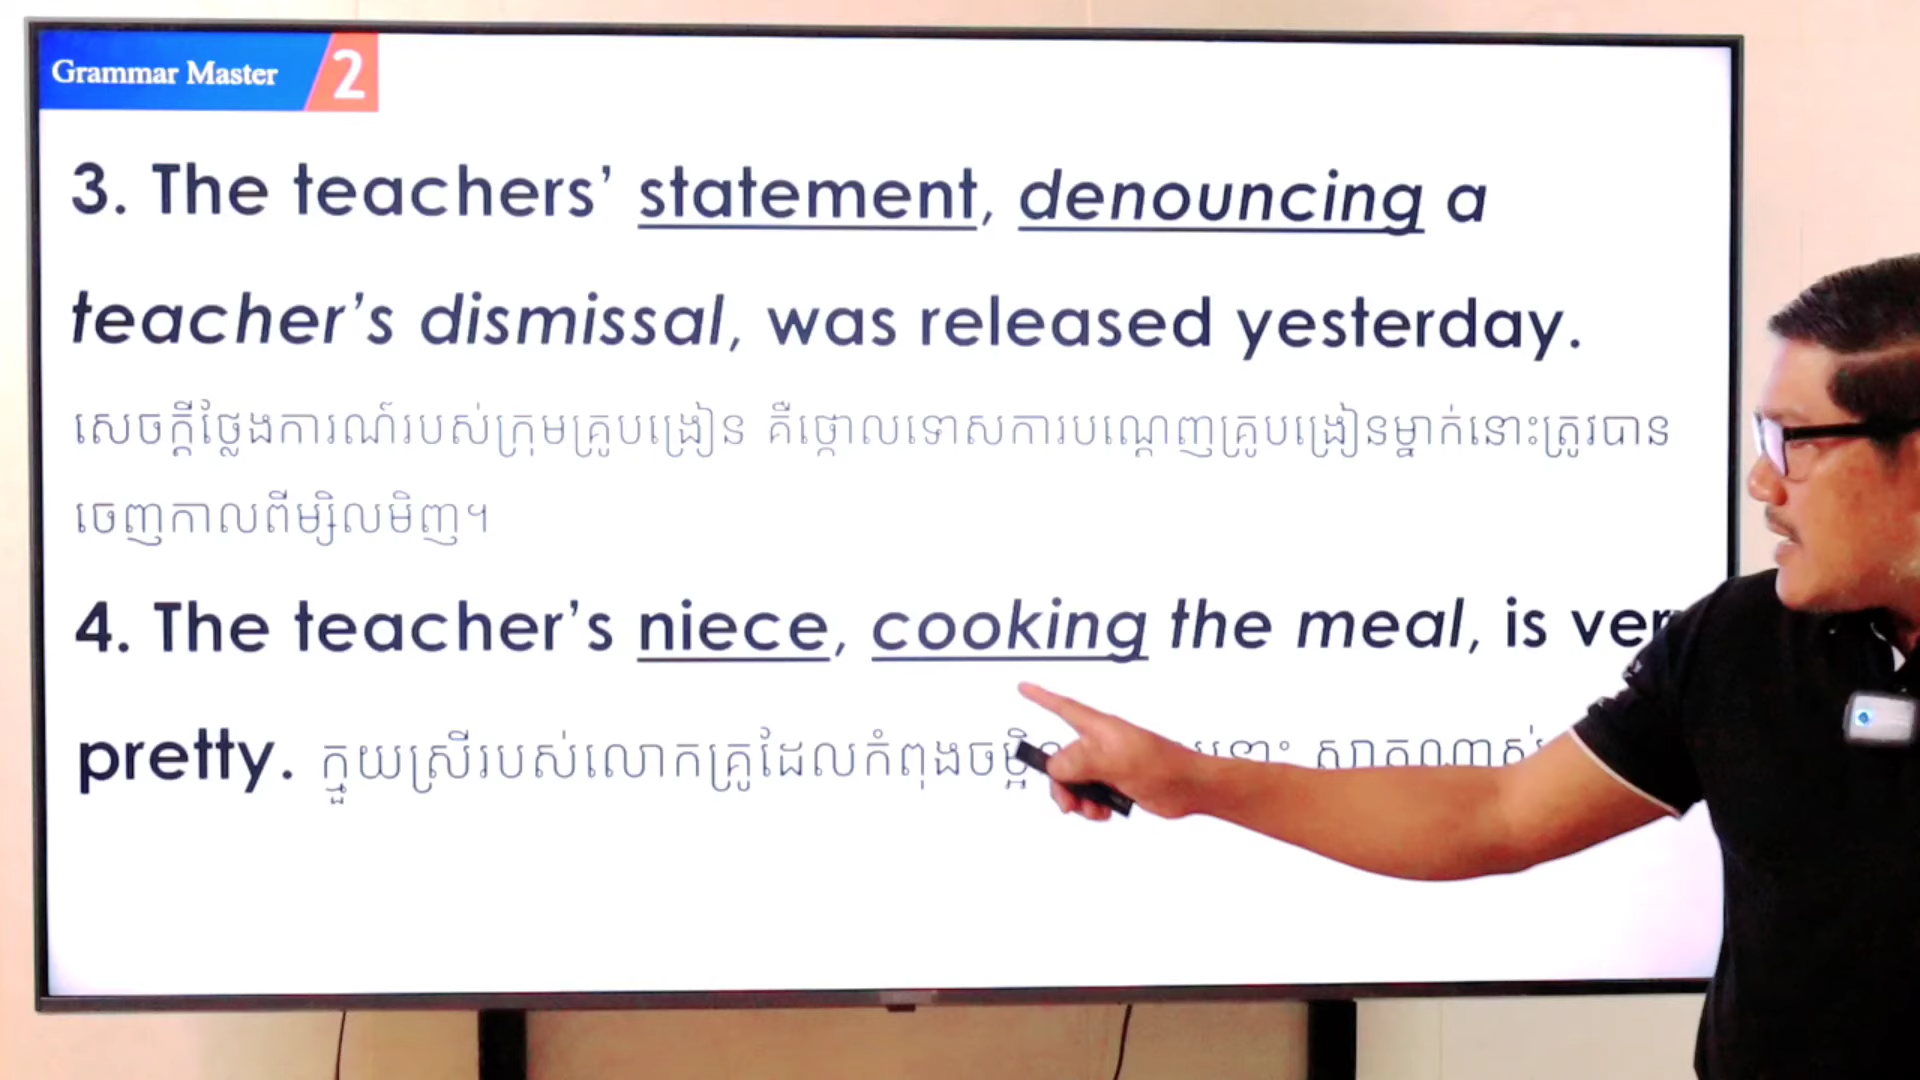 Grammar Master 2
3. The teachers’ statement, denouncing a
teacher’s dismissal, was released yesterday.
សេចក្ដីថ្លែងការណ៍របស់ក្រុមគ្រូបង្រៀន គឺថ្កោលទោសការបណ្ដេញគ្រូបង្រៀនម្នាក់នោះត្រូវបាន
ចេញកាលពីម្សិលមិញ។
4. The teacher’s niece, cooking the meal, is
pretty. ក្មួយស្រីរបស់លោកគ្រូដែលកំពុងចម្អិន